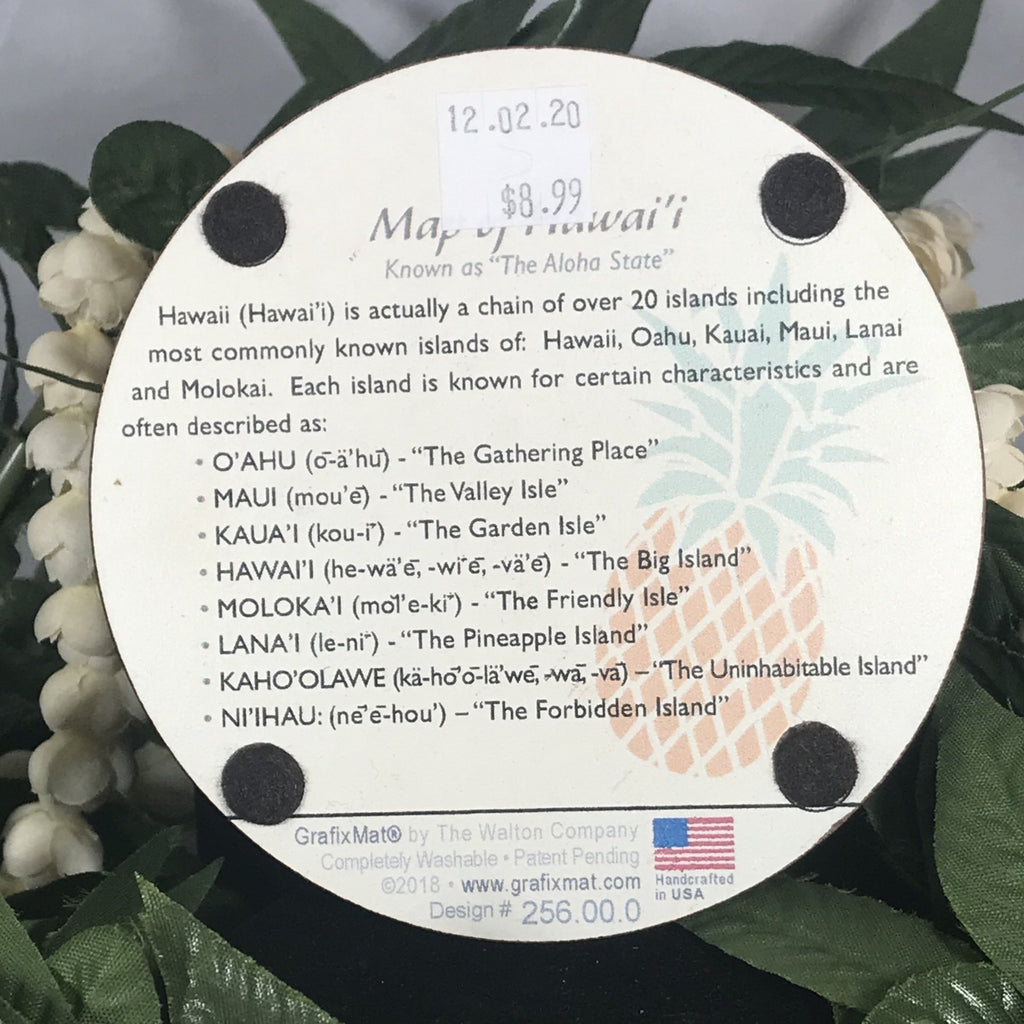 12.02.20
$8.99
Map of Hawai'i
Known as "The Aloha State"
Hawaii (Hawai'i) is actually a chain of over 20 islands including the
most commonly known islands of: Hawaii, Oahu, Kauai, Maui, Lanai
and Molokai. Each island is known for certain characteristics and are
often described as:
• O'AHU (ō-ä'hū) - "The Gathering Place"
• MAUI (mou'ē) - "The Valley Isle"
• KAUA'I (kou-ī') - "The Garden Isle"
• HAWAI'I (he-wä'ē, -wī'ē, -vä'ē) - "The Big Island"
• MOLOKA'I (mŏl'e-kī') - "The Friendly Isle"
• LANA'I (le-nī') - "The Pineapple Island"
• KAHO'OLAWE (kä-hō'ō-lä'wē, -wā, -vā) – "The Uninhabitable Island"
• NI'IHAU: (nē'ē-hou') – "The Forbidden Island"
GrafixMat® by The Walton Company
Completely Washable • Patent Pending
©2018 • www.grafixmat.com
Design # 256.00.0
Handcrafted
in USA